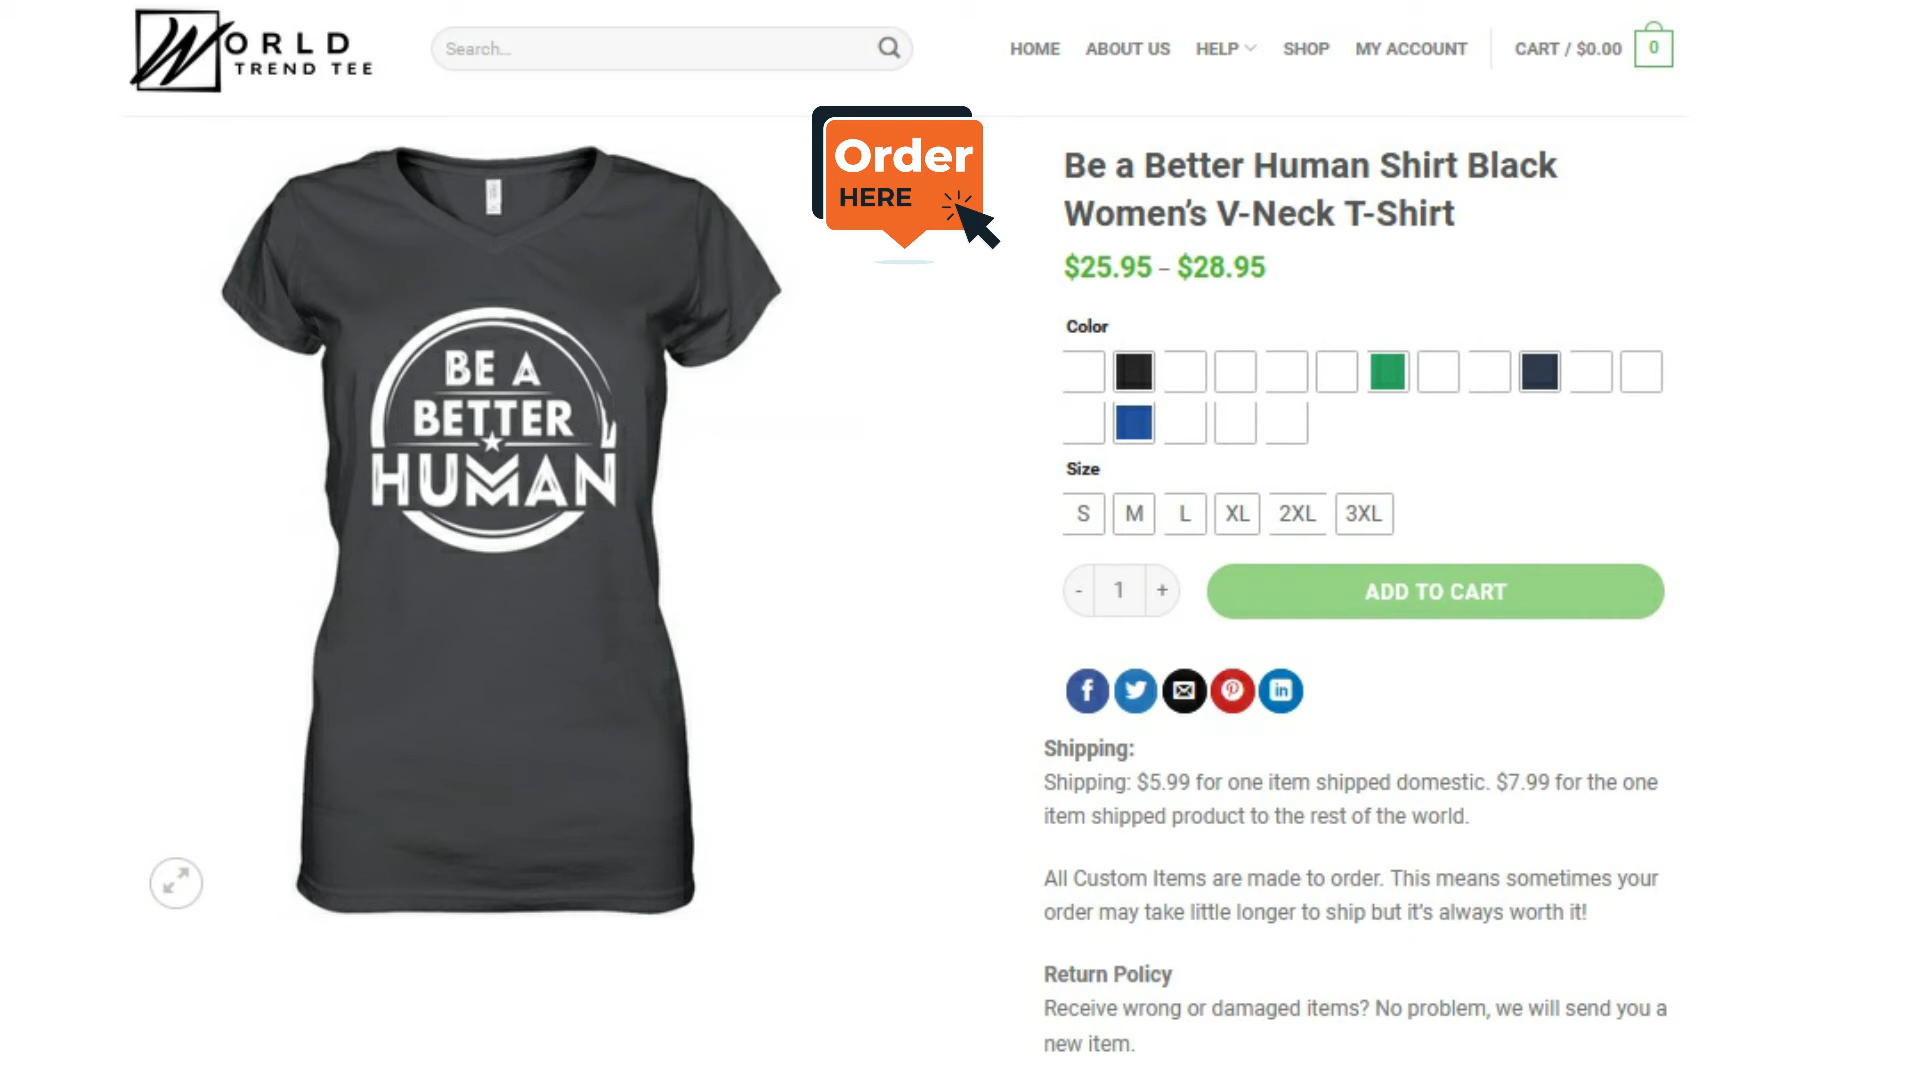 WORLD
TREND TEE
Search...
HOME ABOUT US HELP SHOP MY ACCOUNT CART / $0.00 0
Order
HERE
BE A
BETTER
HUMAN
Be a Better Human Shirt Black
Women's V-Neck T-Shirt
$25.95 – $28.95
Color
Size
S M L XL 2XL 3XL
- 1 +
ADD TO CART
Shipping:
Shipping: $5.99 for one item shipped domestic. $7.99 for the one
item shipped product to the rest of the world.
All Custom Items are made to order. This means sometimes your
order may take little longer to ship but it's always worth it!
Return Policy
Receive wrong or damaged items? No problem, we will send you a
new item.